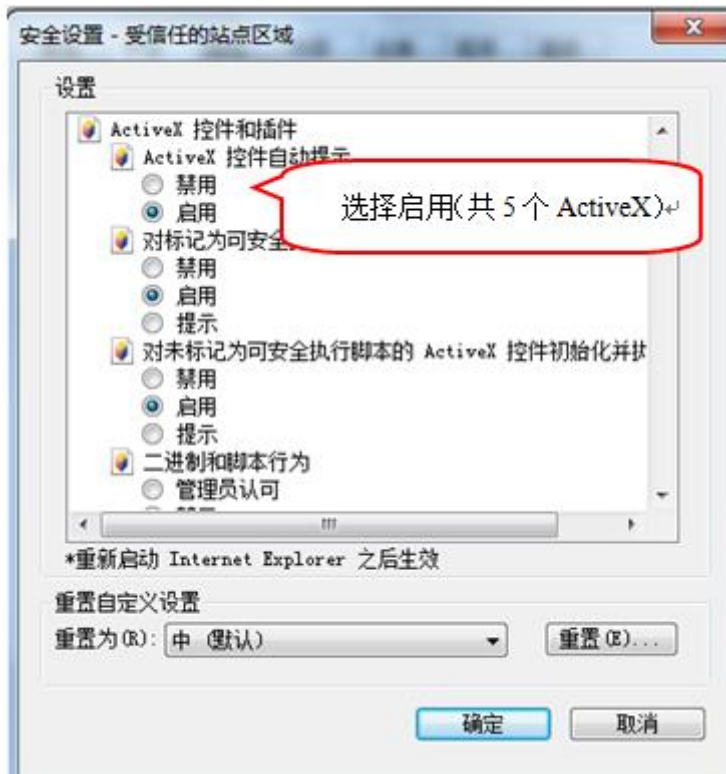 安全设置 - 受信任的站点区域
设置
ActiveX 控件和插件
ActiveX 控件自动提示
禁用
启用
选择启用(共 5 个 ActiveX)↵
对标记为可安全
禁用
启用
提示
对未标记为可安全执行脚本的 ActiveX 控件初始化并执
禁用
启用
提示
二进制和脚本行为
管理员认可
*重新启动 Internet Explorer 之后生效
重置自定义设置
重置为(R): 中 (默认) 重置(E)...
确定 取消